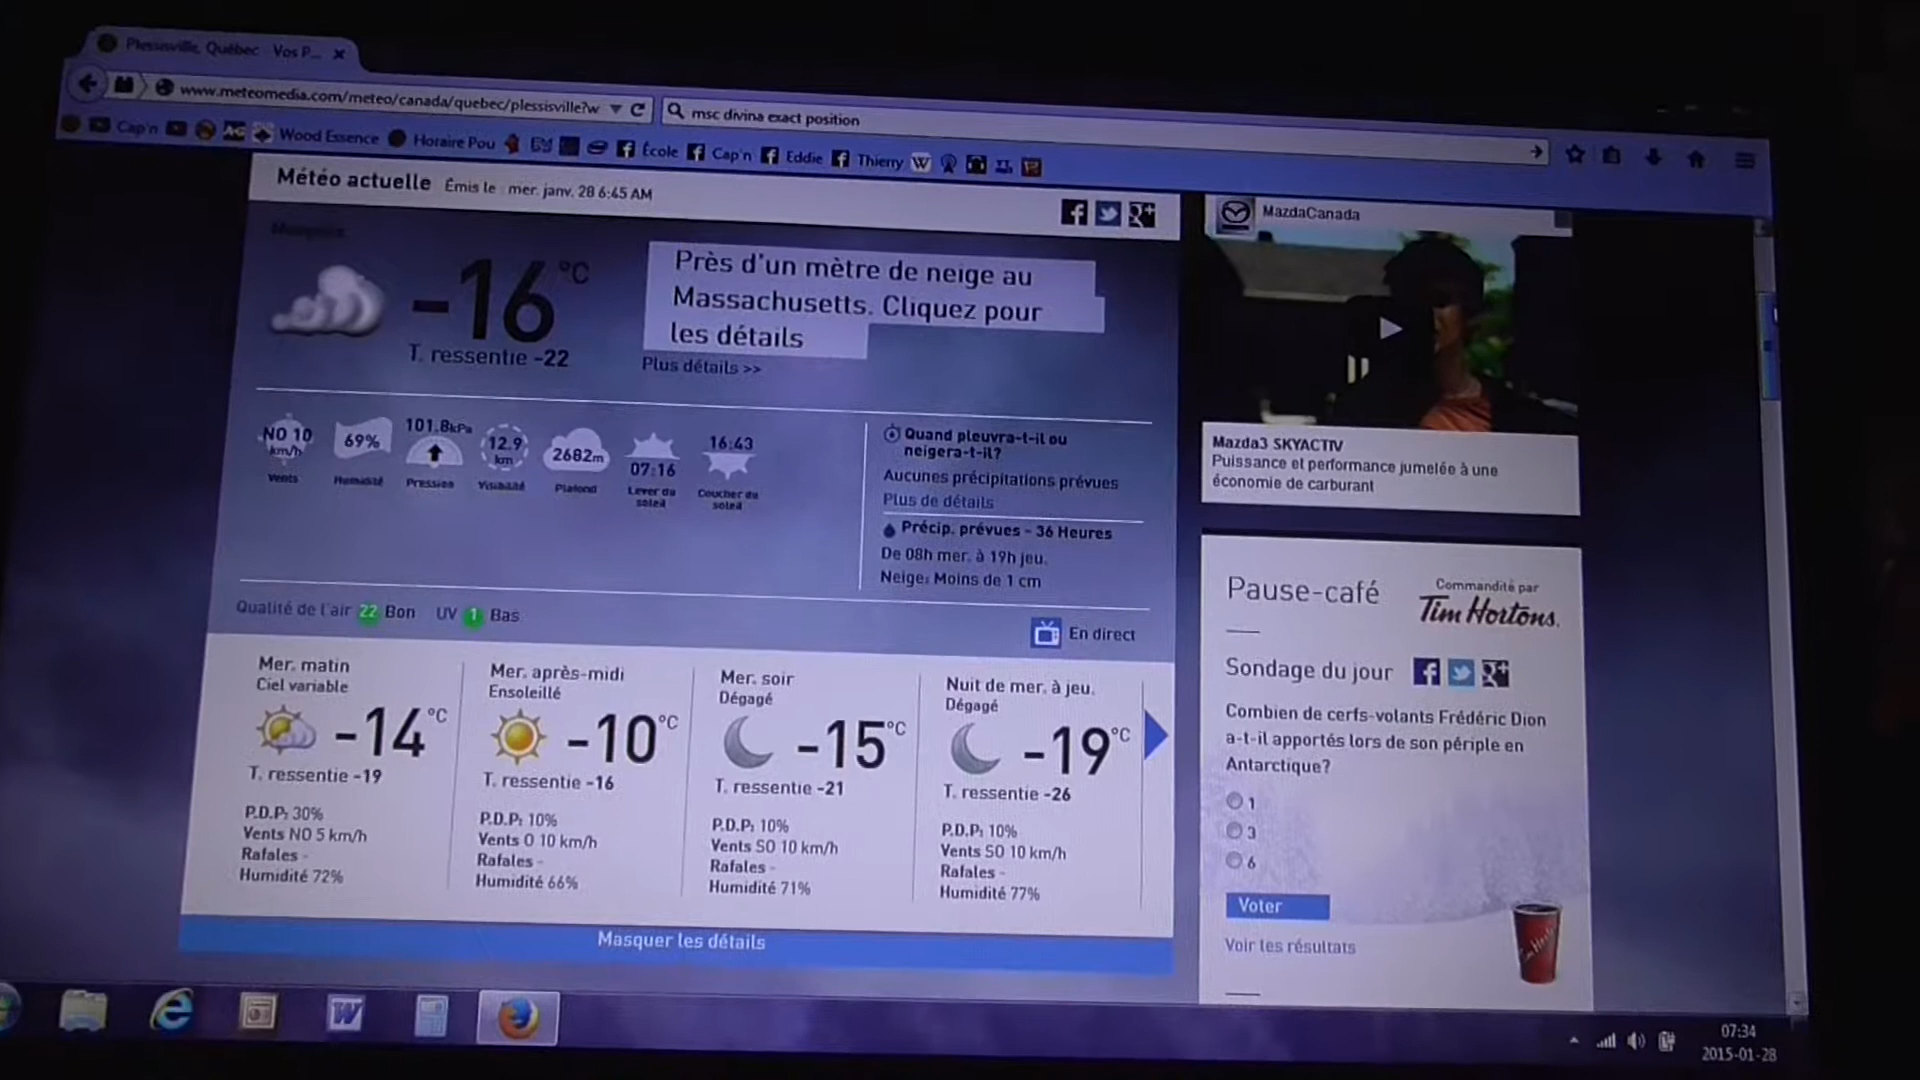 Plessisville, Québec - Vos P...
www.meteomedia.com/meteo/canada/quebec/plessisville?w
msc divina exact position
Cap'n
Wood Essence
Horaire Pou
École
Cap'n
Eddie
Thierry
Météo actuelle Émis le : mer. janv. 28 6:45 AM
-16 °C
T. ressentie -22
Près d'un mètre de neige au
Massachusetts. Cliquez pour
les détails
Plus détails >>
NO 10
km/h
Vents
69%
Humidité
101.8kPa
Pression
12.9
km
Visibilité
2682m
Plafond
07:16
Lever du
soleil
16:43
Coucher du
soleil
Quand pleuvra-t-il ou
neigera-t-il?
Aucunes précipitations prévues
Plus de détails
Précip. prévues - 36 Heures
De 08h mer. à 19h jeu.
Neige: Moins de 1 cm
Qualité de l'air 22 Bon UV 1 Bas
En direct
Mer. matin
Ciel variable
-14 °C
T. ressentie -19
P.D.P: 30%
Vents NO 5 km/h
Rafales -
Humidité 72%
Mer. après-midi
Ensoleillé
-10 °C
T. ressentie -16
P.D.P: 10%
Vents O 10 km/h
Rafales -
Humidité 66%
Mer. soir
Dégagé
-15 °C
T. ressentie -21
P.D.P: 10%
Vents SO 10 km/h
Rafales -
Humidité 71%
Nuit de mer. à jeu.
Dégagé
-19 °C
T. ressentie -26
P.D.P: 10%
Vents SO 10 km/h
Rafales -
Humidité 77%
Masquer les détails
MazdaCanada
Mazda3 SKYACTIV
Puissance et performance jumelée à une
économie de carburant
Pause-café
Commandité par
Tim Hortons.
Sondage du jour
Combien de cerfs-volants Frédéric Dion
a-t-il apportés lors de son périple en
Antarctique?
1
3
6
Voter
Voir les résultats
07:34
2015-01-28